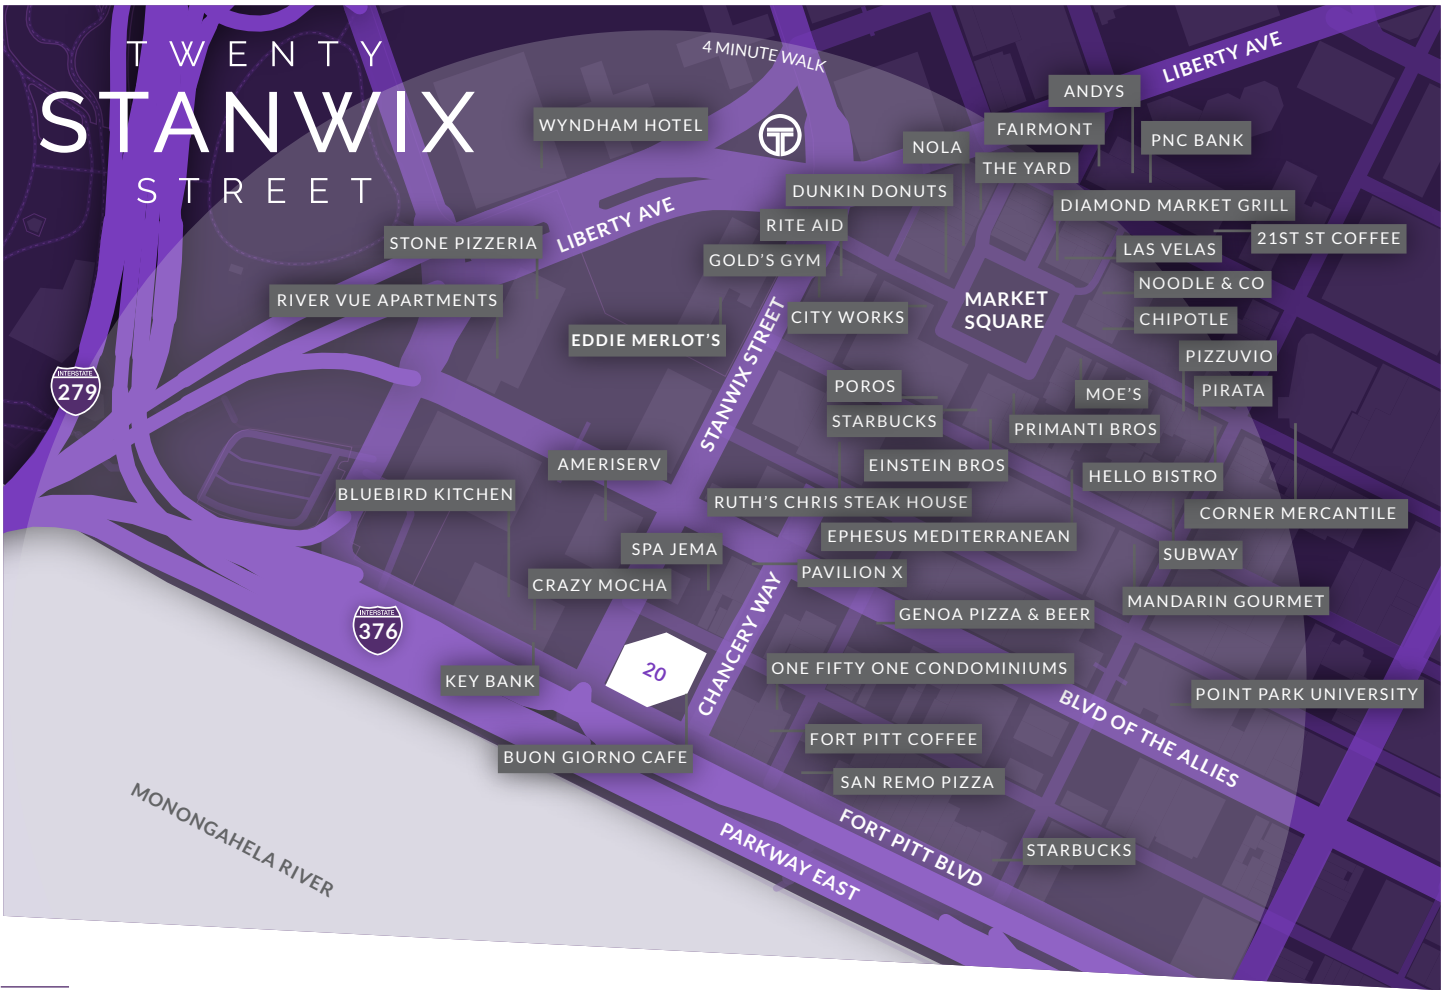 TWENTY
STANWIX
STREET
4 MINUTE WALK
LIBERTY AVE
ANDYS
WYNDHAM HOTEL
T
FAIRMONT
PNC BANK
NOLA
THE YARD
DUNKIN DONUTS
DIAMOND MARKET GRILL
LIBERTY AVE
RITE AID
21ST ST COFFEE
STONE PIZZERIA
LAS VELAS
GOLD'S GYM
NOODLE & CO
RIVER VUE APARTMENTS
MARKET
SQUARE
CITY WORKS
CHIPOTLE
EDDIE MERLOT'S
STANWIX STREET
PIZZUVIO
INTERSTATE
279
POROS
MOE'S
PIRATA
STARBUCKS
PRIMANTI BROS
AMERISERV
EINSTEIN BROS
HELLO BISTRO
BLUEBIRD KITCHEN
RUTH'S CHRIS STEAK HOUSE
CORNER MERCANTILE
EPHESUS MEDITERRANEAN
SPA JEMA
SUBWAY
PAVILION X
CRAZY MOCHA
MANDARIN GOURMET
GENOA PIZZA & BEER
INTERSTATE
376
CHANCERY WAY
20
ONE FIFTY ONE CONDOMINIUMS
KEY BANK
POINT PARK UNIVERSITY
BLVD OF THE ALLIES
FORT PITT COFFEE
BUON GIORNO CAFE
SAN REMO PIZZA
MONONGAHELA RIVER
FORT PITT BLVD
STARBUCKS
PARKWAY EAST